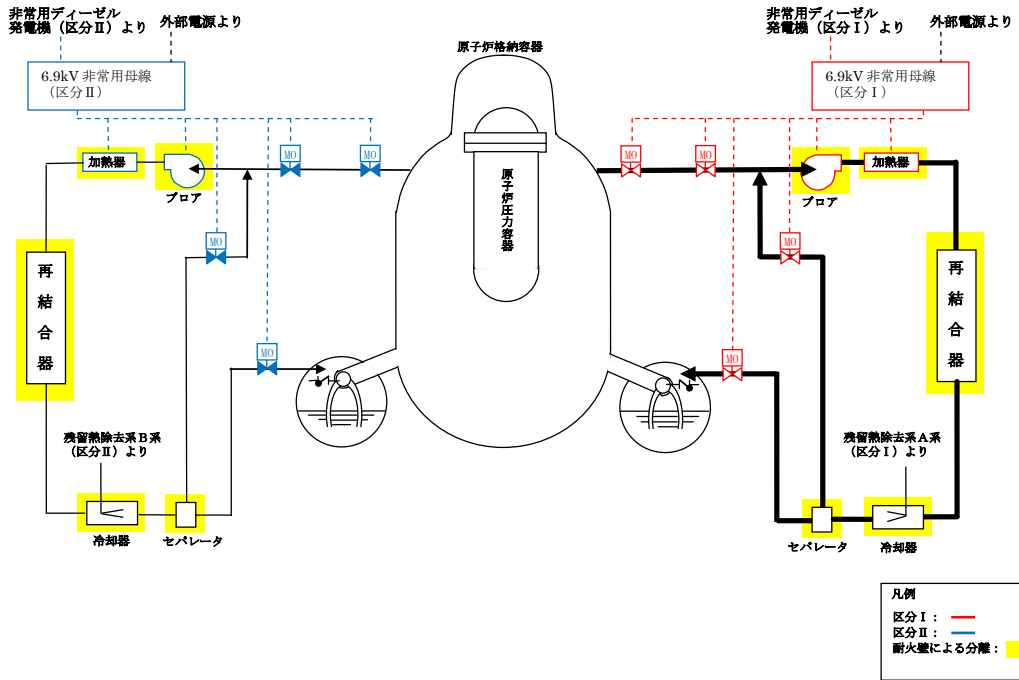 非常用ディーゼル
発電機（区分Ⅱ）より
外部電源より
6.9kV 非常用母線
（区分Ⅱ）
加熱器
ブロア
MO
MO
MO
MO
再結合器
残留熱除去系Ｂ系
（区分Ⅱ）より
冷却器
セパレータ
原子炉格納容器
原子炉圧力容器
非常用ディーゼル
発電機（区分Ⅰ）より
外部電源より
6.9kV 非常用母線
（区分Ⅰ）
MO
MO
MO
MO
ブロア
加熱器
再結合器
残留熱除去系Ａ系
（区分Ⅰ）より
セパレータ
冷却器
凡例
区分Ⅰ：
区分Ⅱ：
耐火壁による分離：